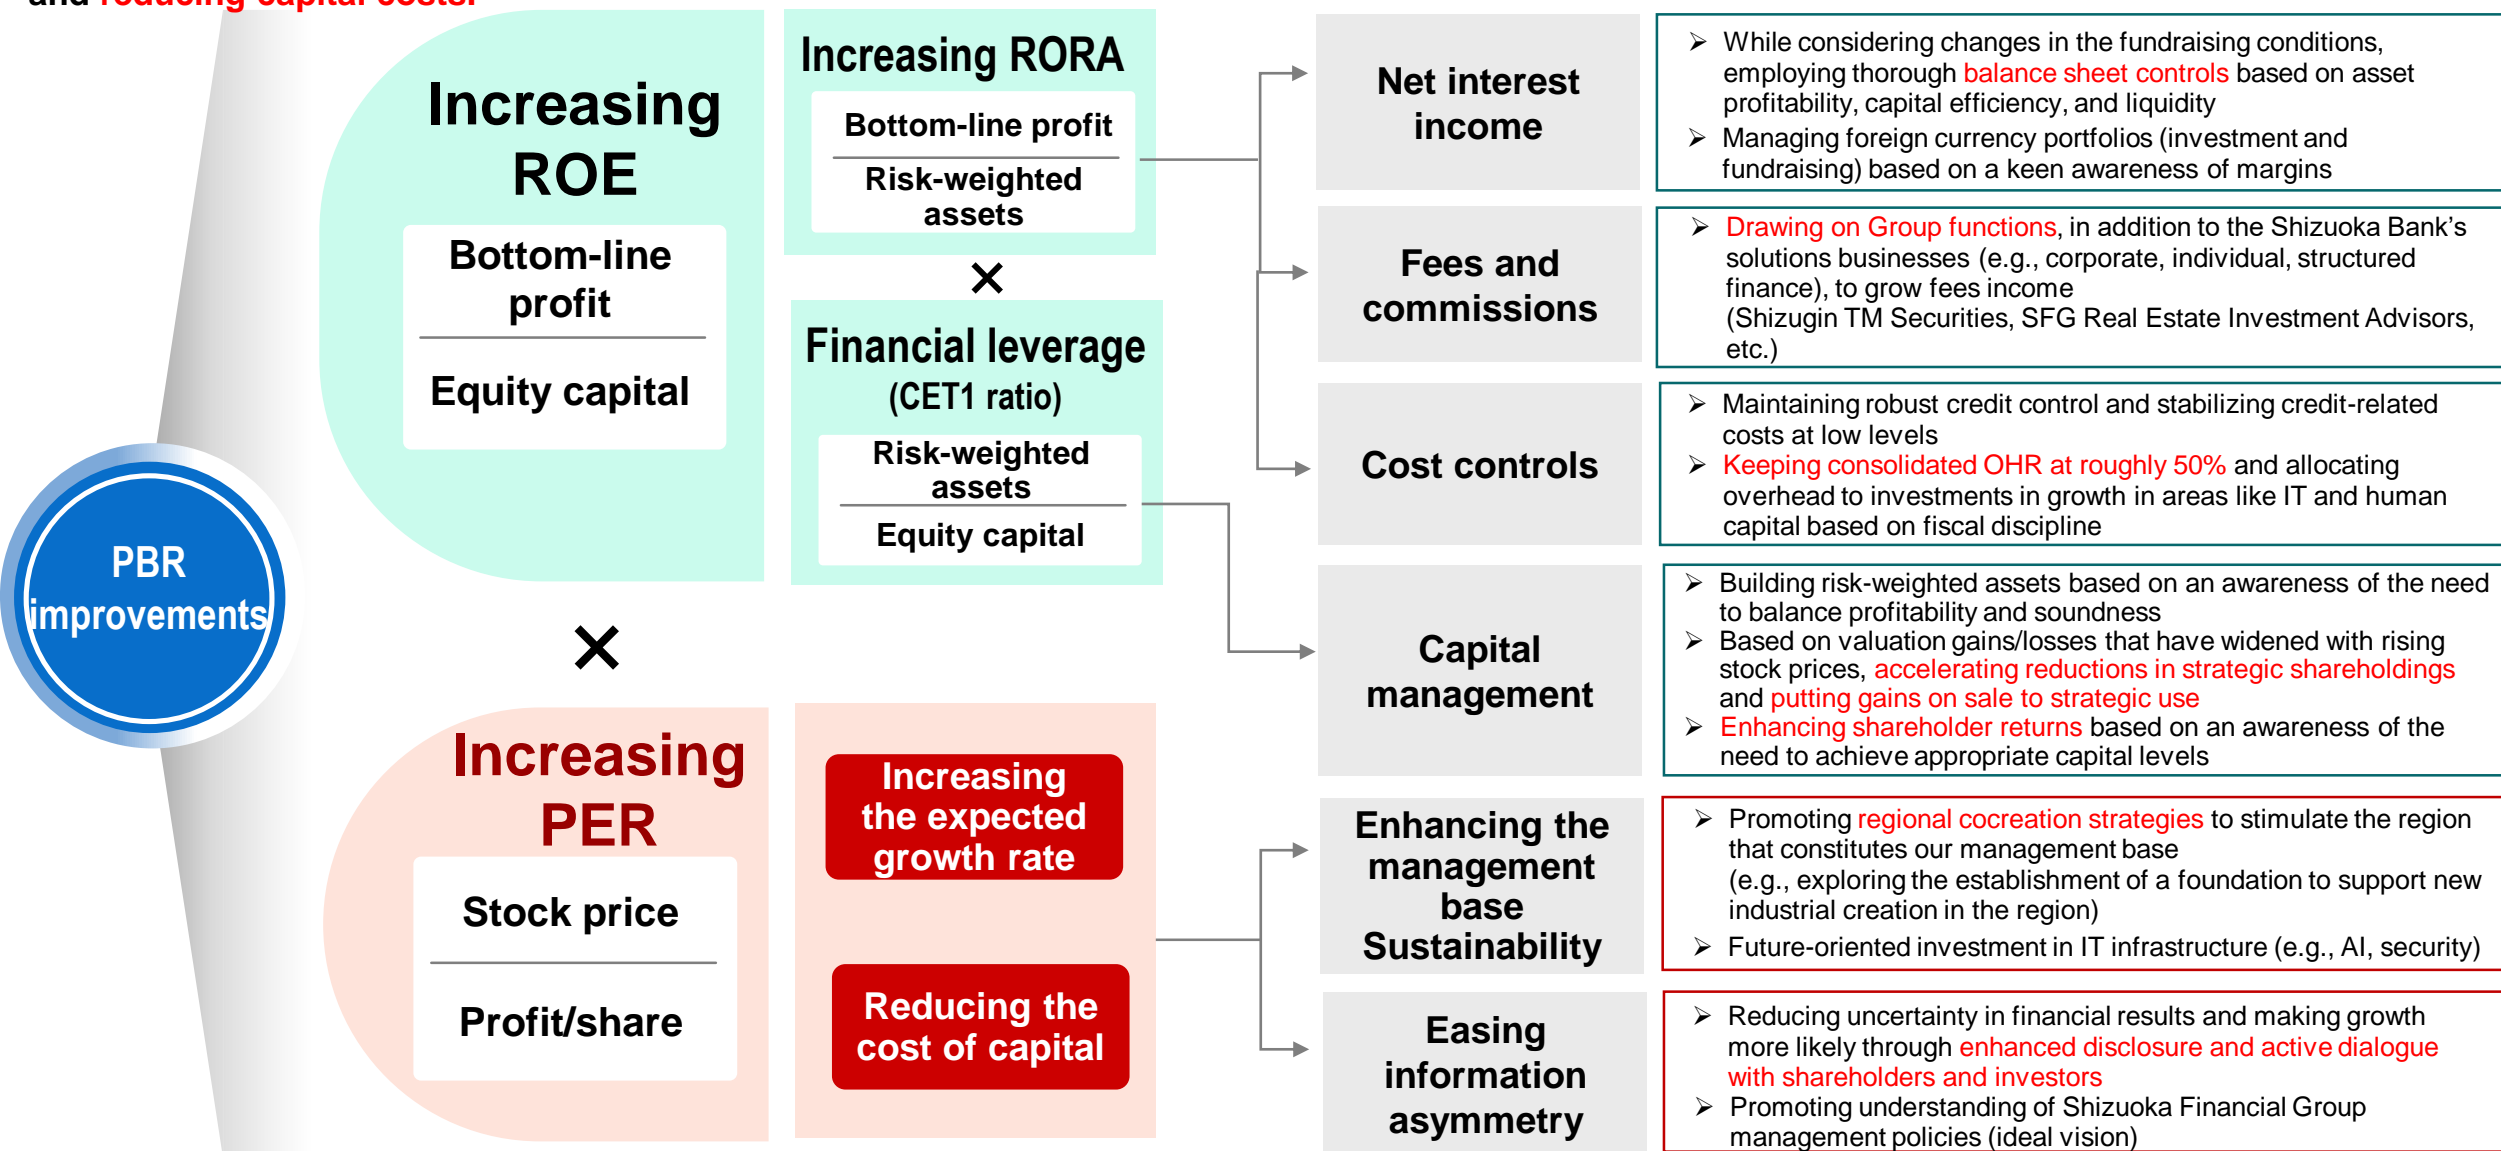 and reducing capital costs.
PBR
improvements
Increasing
ROE
Bottom-line
profit
Equity capital
×
Increasing
PER
Stock price
Profit/share
Increasing RORA
Bottom-line profit
Risk-weighted
assets
×
Financial leverage
(CET1 ratio)
Risk-weighted
assets
Equity capital
Increasing
the expected
growth rate
Reducing the
cost of capital
Net interest
income
➢ While considering changes in the fundraising conditions,
employing thorough balance sheet controls based on asset
profitability, capital efficiency, and liquidity
➢ Managing foreign currency portfolios (investment and
fundraising) based on a keen awareness of margins
Fees and
commissions
➢ Drawing on Group functions, in addition to the Shizuoka Bank’s
solutions businesses (e.g., corporate, individual, structured
finance), to grow fees income
(Shizugin TM Securities, SFG Real Estate Investment Advisors,
etc.)
Cost controls
➢ Maintaining robust credit control and stabilizing credit-related
costs at low levels
➢ Keeping consolidated OHR at roughly 50% and allocating
overhead to investments in growth in areas like IT and human
capital based on fiscal discipline
Capital
management
➢ Building risk-weighted assets based on an awareness of the need
to balance profitability and soundness
➢ Based on valuation gains/losses that have widened with rising
stock prices, accelerating reductions in strategic shareholdings
and putting gains on sale to strategic use
➢ Enhancing shareholder returns based on an awareness of the
need to achieve appropriate capital levels
Enhancing the
management
base
Sustainability
➢ Promoting regional cocreation strategies to stimulate the region
that constitutes our management base
(e.g., exploring the establishment of a foundation to support new
industrial creation in the region)
➢ Future-oriented investment in IT infrastructure (e.g., AI, security)
Easing
information
asymmetry
➢ Reducing uncertainty in financial results and making growth
more likely through enhanced disclosure and active dialogue
with shareholders and investors
➢ Promoting understanding of Shizuoka Financial Group
management policies (ideal vision)